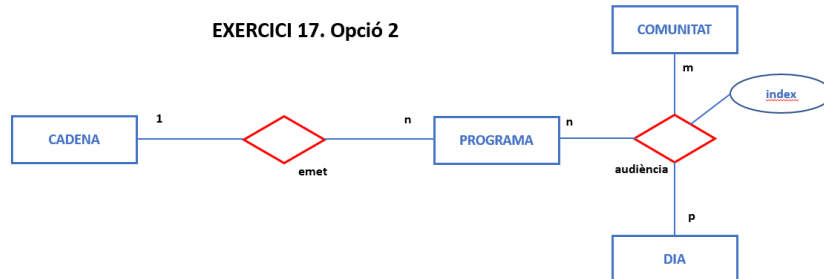 EXERCICI 17. Opció 2
COMUNITAT
m
index
1
n
n
CADENA
PROGRAMA
emet
audiència
p
DIA